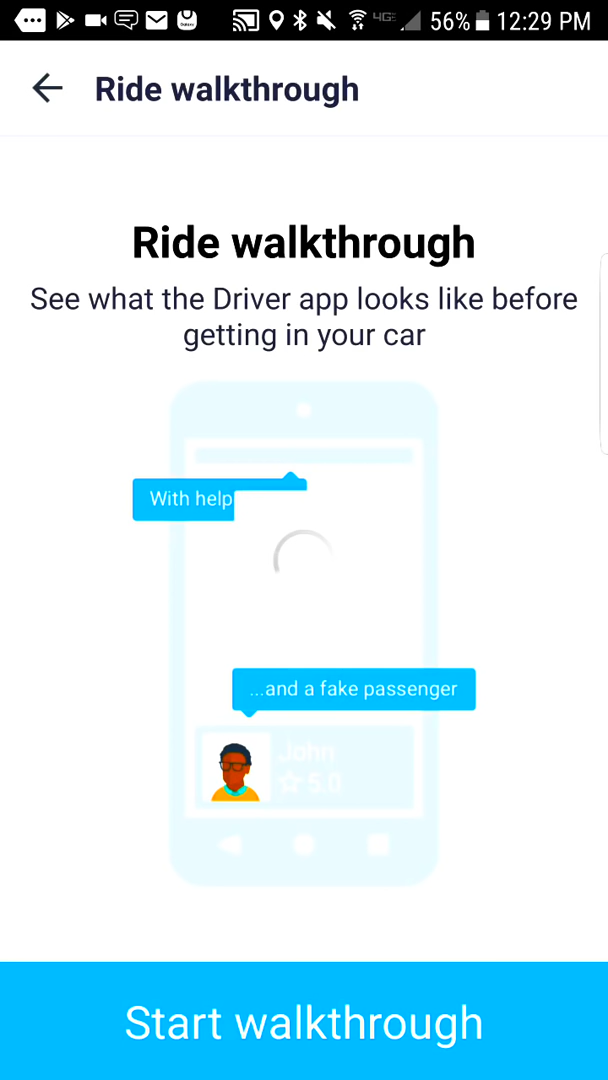 56% 12:29 PM
Ride walkthrough
Ride walkthrough
See what the Driver app looks like before
getting in your car
With help
...and a fake passenger
John
5.0
Start walkthrough